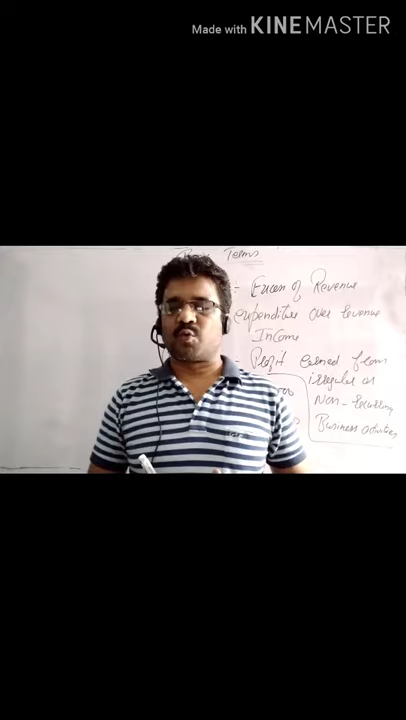 Made with KINEMASTER
Terms
:- Excess of Revenue
expenditure over revenue
Income
Profit earned from
irregular or
Non-recurring
Business activities